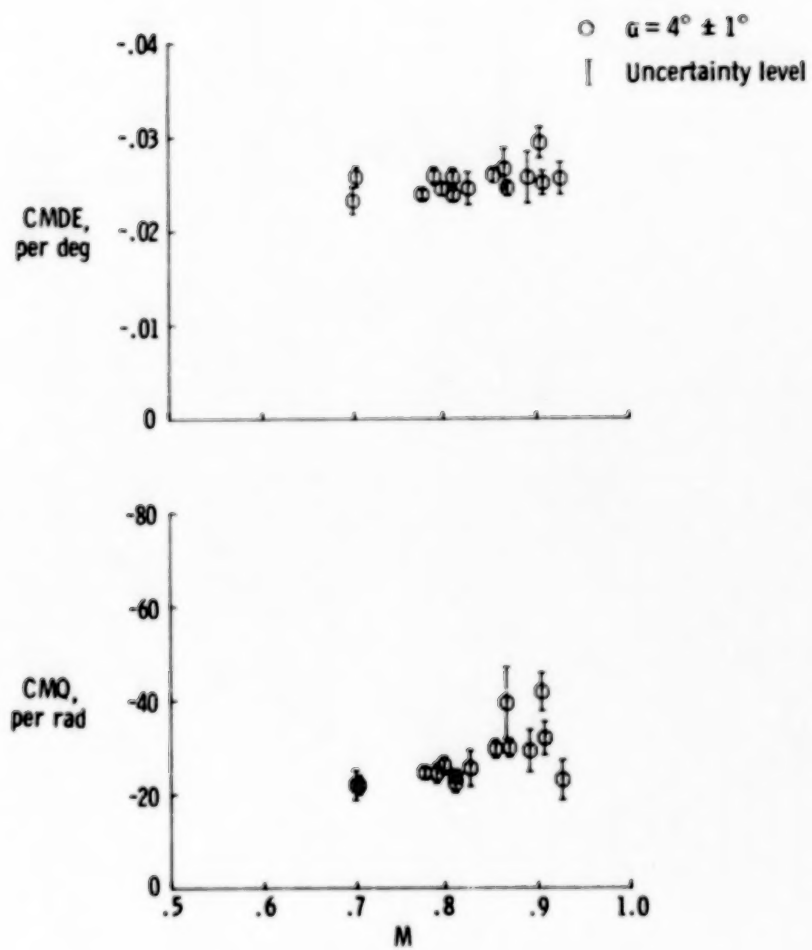 α = 4° ± 1°
Uncertainty level
-.04
-.03
CMDE,
per deg
-.02
-.01
0
-80
-60
CMQ,
per rad
-40
-20
0
.5 .6 .7 .8 .9 1.0
M